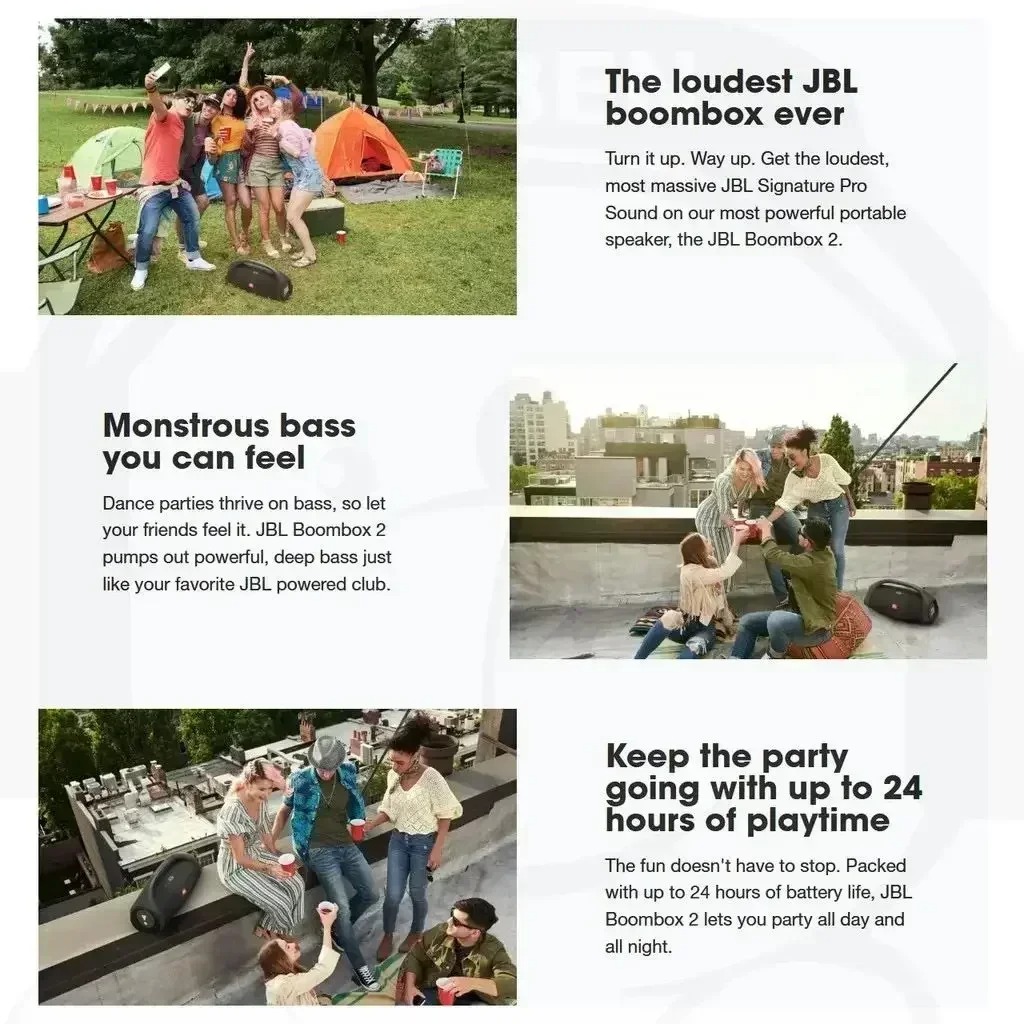 The loudest JBL
boombox ever
Turn it up. Way up. Get the loudest,
most massive JBL Signature Pro
Sound on our most powerful portable
speaker, the JBL Boombox 2.
Monstrous bass
you can feel
Dance parties thrive on bass, so let
your friends feel it. JBL Boombox 2
pumps out powerful, deep bass just
like your favorite JBL powered club.
Keep the party
going with up to 24
hours of playtime
The fun doesn't have to stop. Packed
with up to 24 hours of battery life, JBL
Boombox 2 lets you party all day and
all night.